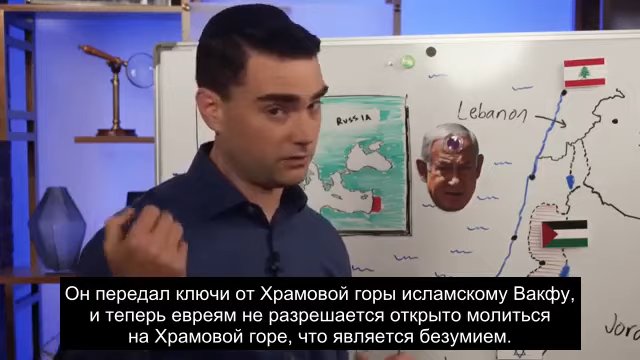 RUSSIA
Lebanon
Jord
Он передал ключи от Храмовой горы исламскому Вакфу,
и теперь евреям не разрешается открыто молиться
на Храмовой горе, что является безумием.